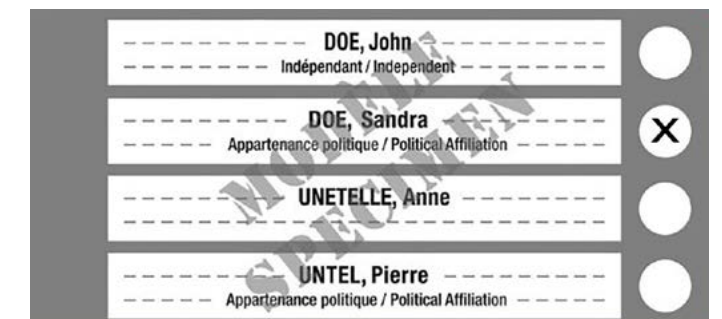 DOE, John
Indépendant / Independent
DOE, Sandra
Appartenance politique / Political Affiliation
X
UNETELLE, Anne
UNTEL, Pierre
Appartenance politique / Political Affiliation
MODÈLE
SPECIMEN